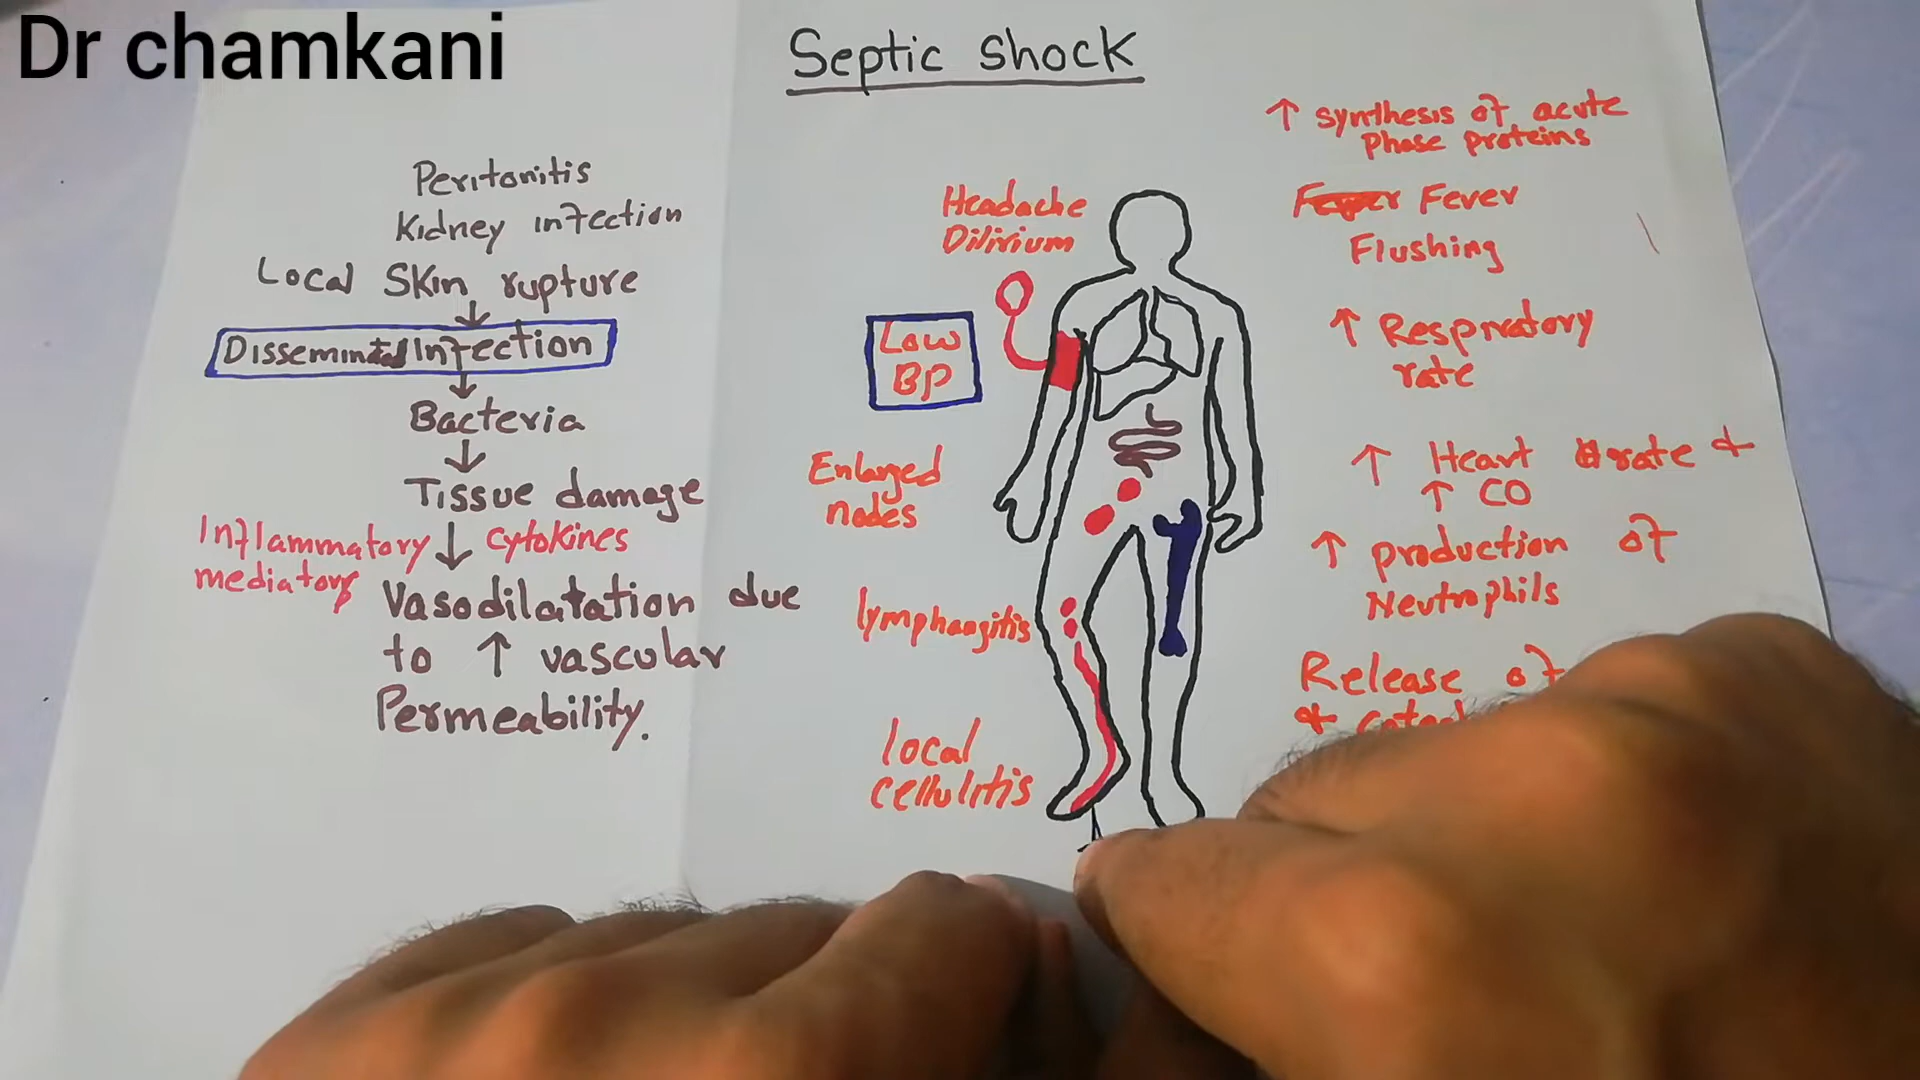 Dr chamkani
Septic shock
Peritonitis
Kidney infection
Local Skin rupture
Disseminated Infection
Bacteria
Tissue damage
Inflammatory
mediators
cytokines
Vasodilatation due
to ↑ vascular
Permeability.
Headache
Dilirium
Low
BP
Enlarged
nodes
lymphangitis
local
cellulitis
↑ synthesis of acute
phase proteins
Fever
Flushing
↑ Respiratory
rate
↑ Heart rate +
↑ CO
↑ production of
Neutrophils
Release of